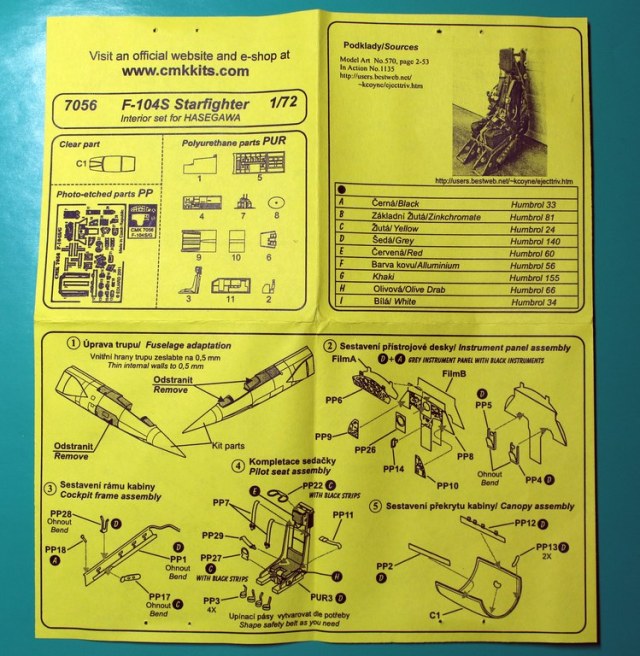 Visit an official website and e-shop at
www.cmkkits.com
7056 F-104S Starfighter 1/72
Interior set for HASEGAWA
Clear part
C1
Polyurethane parts PUR
1
5
4
7
8
9
10
6
3
11
2
Photo-etched parts PP
CMK 7056
F-104S/G
Podklady/Sources
Model Art No.570, page 2-53
In Action No.1135
http://users.bestweb.net/
~kcoyne/ejecttriv.htm
http://users.bestweb.net/~kcoyne/ejecttriv.htm
A Černá/Black Humbrol 33
B Základní Žlutá/Zinkchromate Humbrol 81
C Žlutá/Yellow Humbrol 24
D Šedá/Grey Humbrol 140
E Červená/Red Humbrol 60
F Barva kovu/Alluminium Humbrol 56
G Khaki Humbrol 155
H Olivová/Olive Drab Humbrol 66
I Bílá/White Humbrol 34
1 Úprava trupu/ Fuselage adaptation
Vnitřní hrany trupu zeslabte na 0,5 mm
Thin internal walls to 0,5 mm
Odstranit
Remove
Odstranit
Remove
Kit parts
2 Sestavení přístrojové desky/ Instrument panel assembly
FilmA D+A GREY INSTRUMENT PANEL WITH BLACK INSTRUMENTS
FilmB
PP6
PP9
PP26
PP14
PP10
PP8
D
PP5
Ohnout
Bend
PP4 D
3 Sestavení rámu kabiny/
Cockpit frame assembly
PP28
Ohnout
Bend
D
PP18
A
D
PP1
Ohnout
Bend
PP17
Ohnout
Bend
C
4 Kompletace sedačky/
Pilot seat assembly
PP22 C
WITH BLACK STRIPS
E
PP7
PP11
PP29
PP27
C
WITH BLACK STRIPS
H
PP3
4X
PUR3 D
Upínací pásy vytvarovat dle potřeby
Shape safety belt as you need
5 Sestavení překrytu kabiny/ Canopy assembly
PP12 D
PP13 D
2X
PP2
D
C1